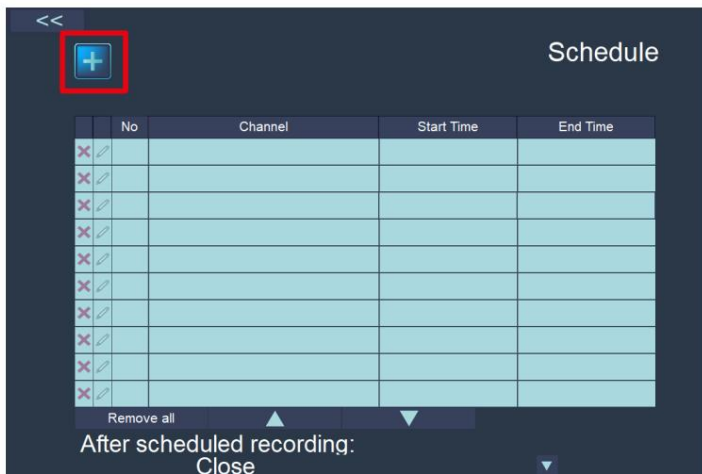 <<
+
Schedule
No Channel Start Time End Time
Remove all
After scheduled recording:
Close